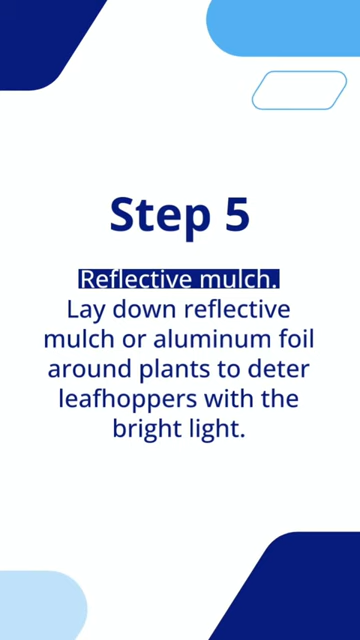 Step 5
Reflective mulch.
Lay down reflective
mulch or aluminum foil
around plants to deter
leafhoppers with the
bright light.